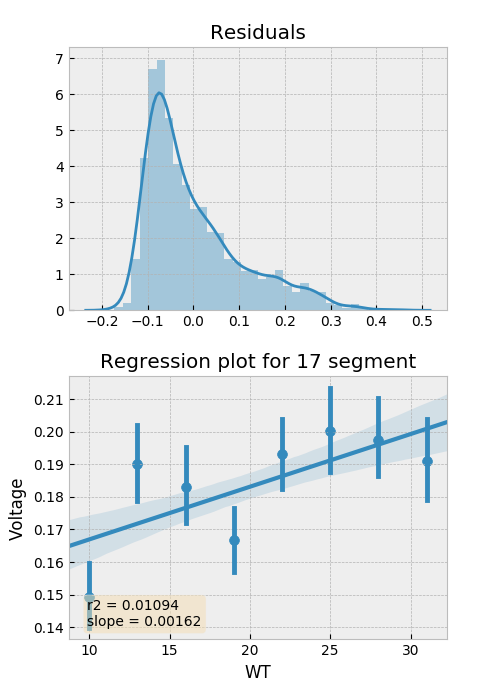 Residuals
7
6
5
4
3
2
1
0
−0.2 −0.1 0.0 0.1 0.2 0.3 0.4 0.5
Regression plot for 17 segment
0.21
0.20
0.19
0.18
0.17
0.16
0.15
0.14
Voltage
r2 = 0.01094
slope = 0.00162
10 15 20 25 30
WT